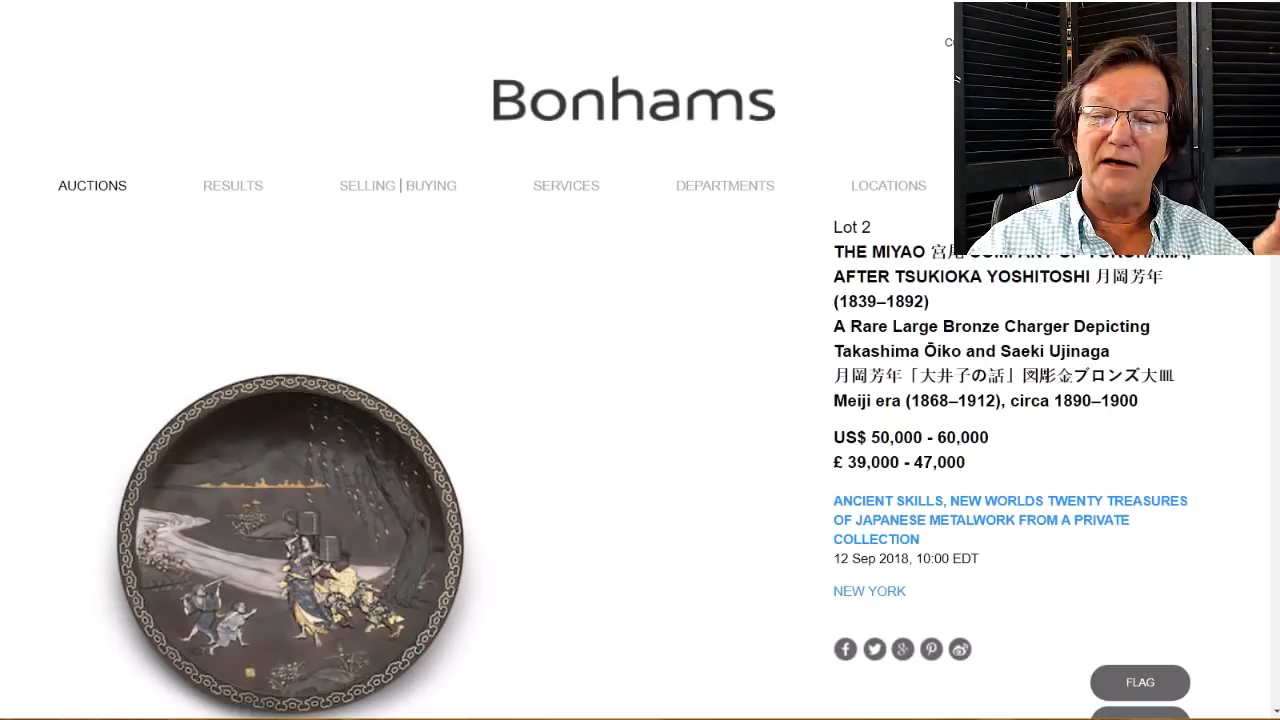 Bonhams
AUCTIONS
RESULTS
SELLING | BUYING
SERVICES
DEPARTMENTS
LOCATIONS
Lot 2
THE MIYAO 宮尾 COMPANY OF YOKOHAMA,
AFTER TSUKIOKA YOSHITOSHI 月岡芳年
(1839–1892)
A Rare Large Bronze Charger Depicting
Takashima Ōiko and Saeki Ujinaga
月岡芳年「大井子の話」図彫金ブロンズ大皿
Meiji era (1868–1912), circa 1890–1900
US$ 50,000 - 60,000
£ 39,000 - 47,000
ANCIENT SKILLS, NEW WORLDS TWENTY TREASURES
OF JAPANESE METALWORK FROM A PRIVATE
COLLECTION
12 Sep 2018, 10:00 EDT
NEW YORK
FLAG